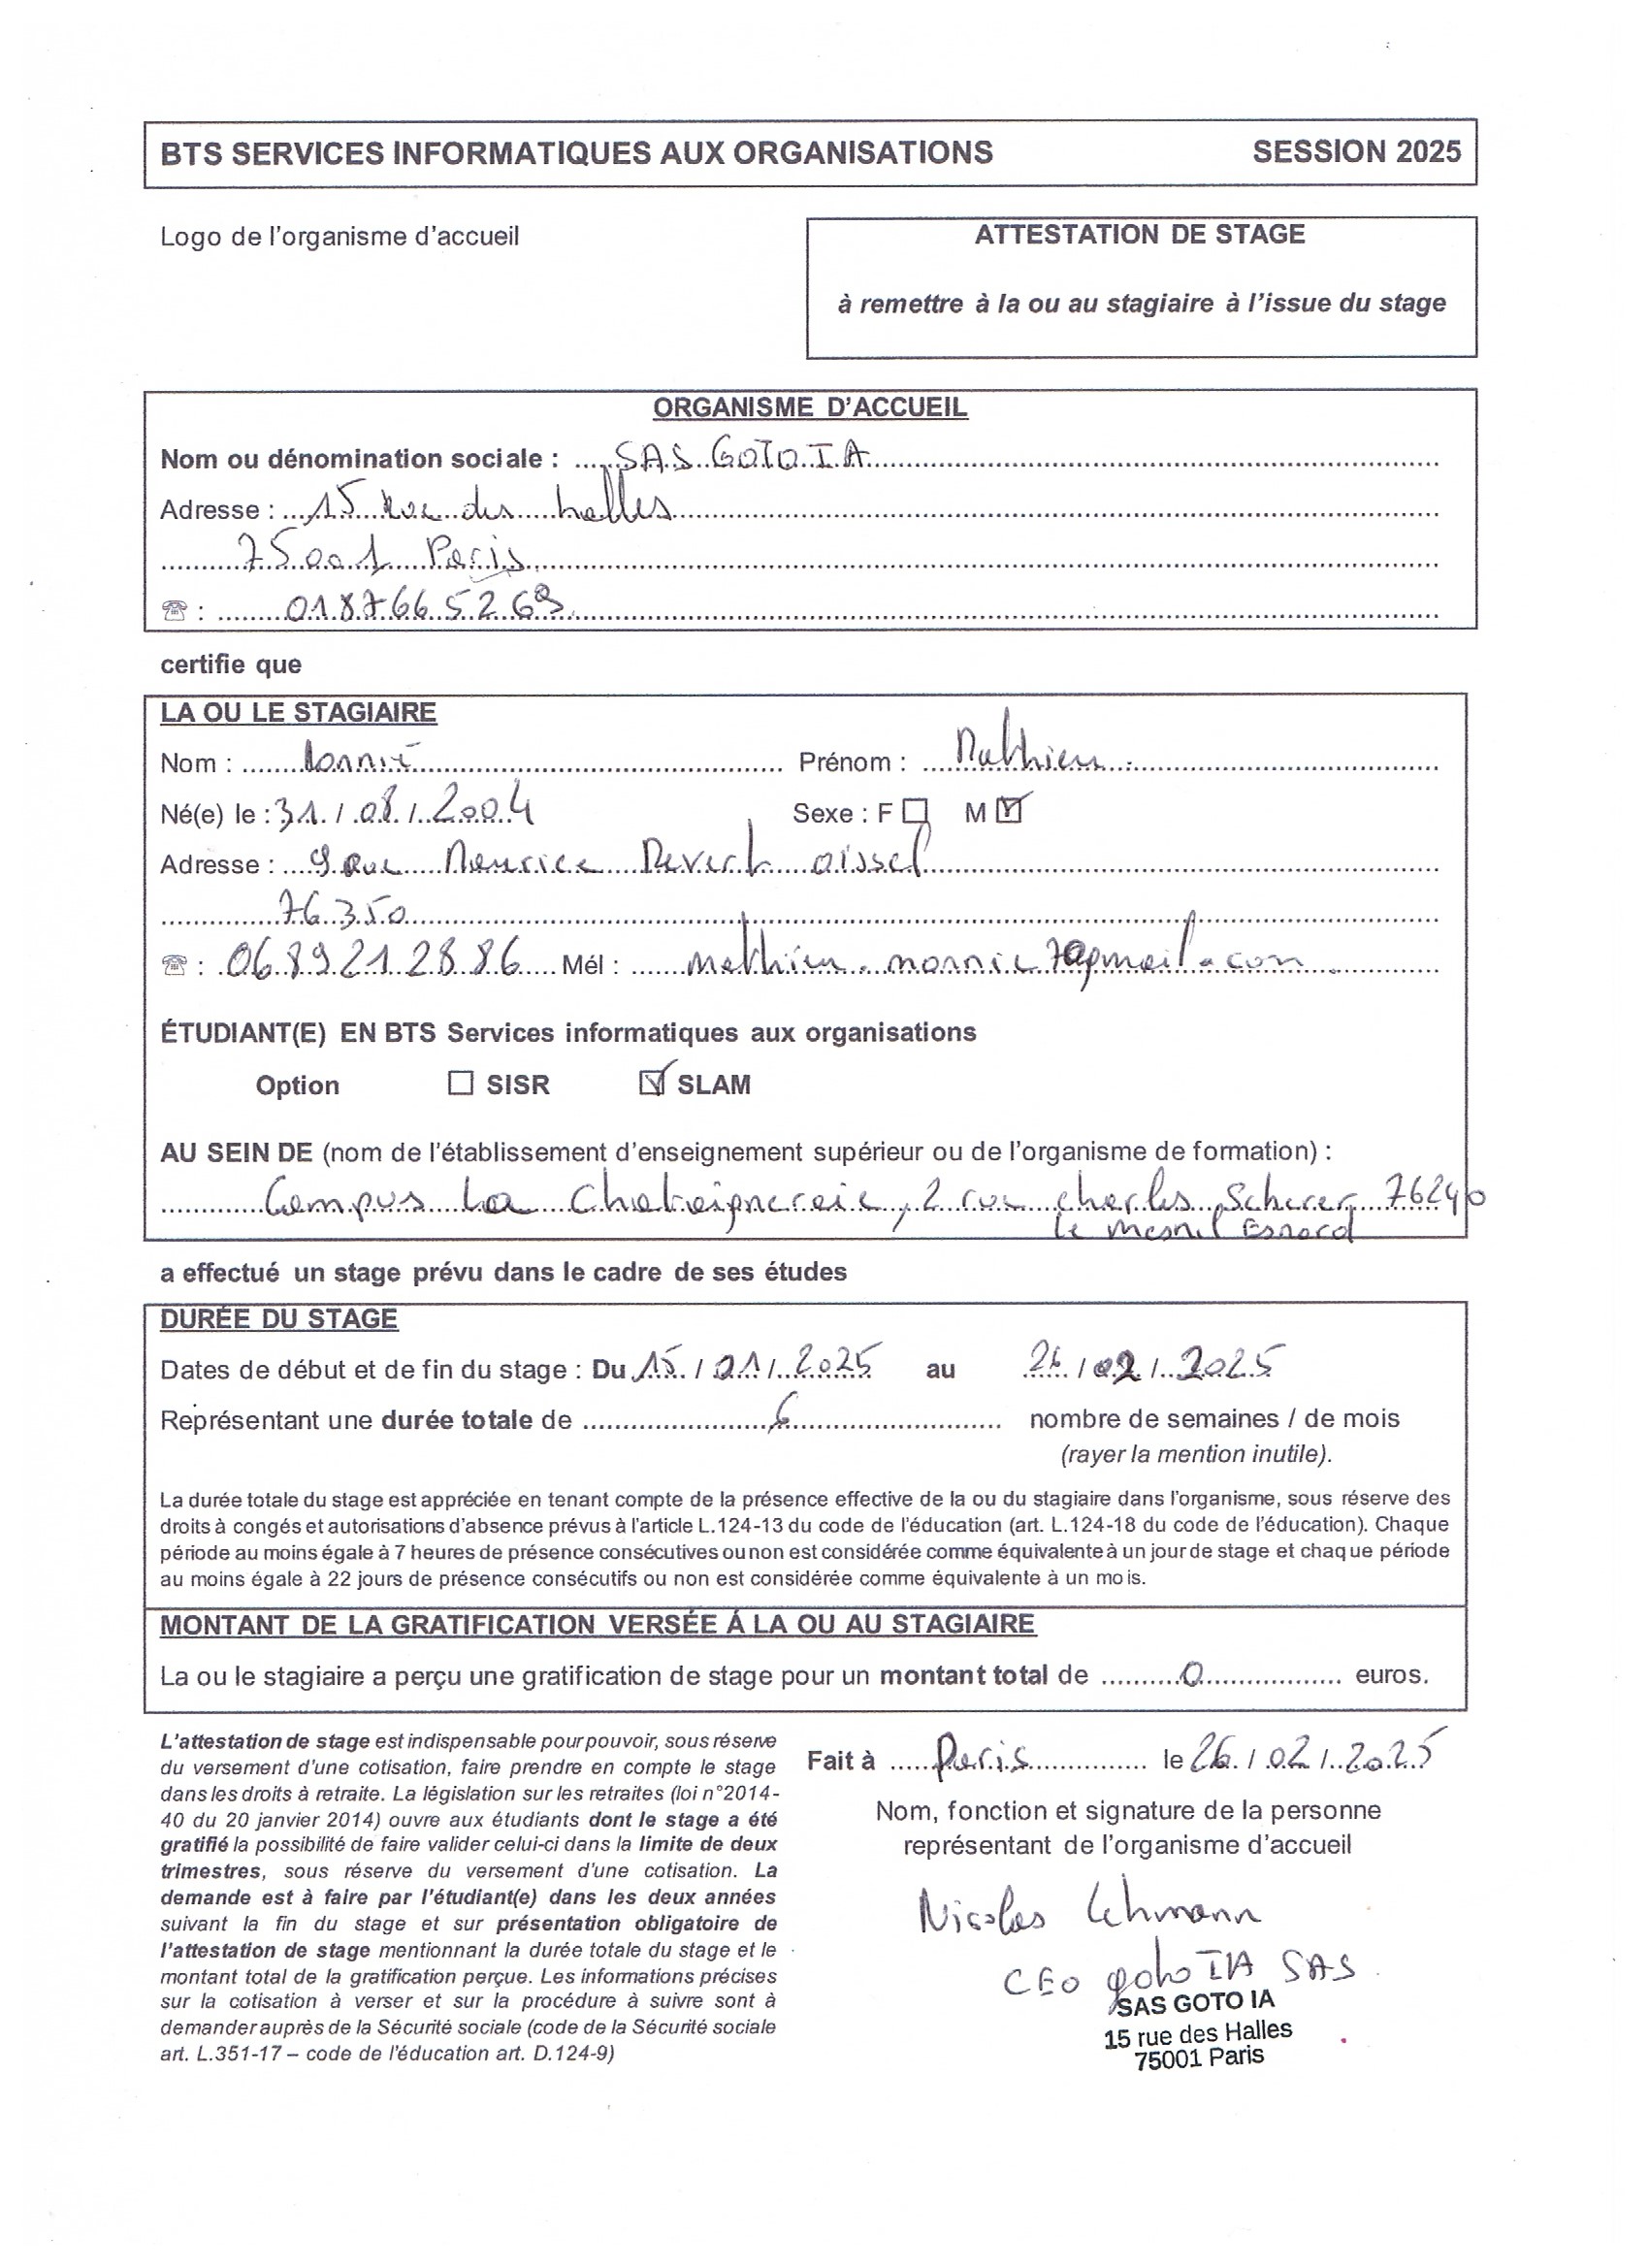 BTS SERVICES INFORMATIQUES AUX ORGANISATIONS SESSION 2025
Logo de l'organisme d'accueil
ATTESTATION DE STAGE
à remettre à la ou au stagiaire à l'issue du stage
ORGANISME D'ACCUEIL
Nom ou dénomination sociale : SAS GOTO IA
Adresse : 15 Rue des halles
75001 Paris
☎ : 0187665269
certifie que
LA OU LE STAGIAIRE
Nom : Prénom : Mathieu
Né(e) le : 31 / 08 / 2004 Sexe : F ☐ M ☑
Adresse : 9 rue Maurice oissel
76350
☎ : 0689212886 Mél :
ÉTUDIANT(E) EN BTS Services informatiques aux organisations
Option ☐ SISR ☑ SLAM
AU SEIN DE (nom de l'établissement d'enseignement supérieur ou de l'organisme de formation) :
Campus La Chataigneraie, 2 rue charles Scherer 76240
Le mesnil Esnard
a effectué un stage prévu dans le cadre de ses études
DURÉE DU STAGE
Dates de début et de fin du stage : Du 15 / 01 / 2025 au 26 / 02 / 2025
Représentant une durée totale de 6 nombre de semaines / de mois
(rayer la mention inutile).
La durée totale du stage est appréciée en tenant compte de la présence effective de la ou du stagiaire dans l'organisme, sous réserve des
droits à congés et autorisations d'absence prévus à l'article L.124-13 du code de l'éducation (art. L.124-18 du code de l'éducation). Chaque
période au moins égale à 7 heures de présence consécutives ou non est considérée comme équivalente à un jour de stage et chaque période
au moins égale à 22 jours de présence consécutifs ou non est considérée comme équivalente à un mois.
MONTANT DE LA GRATIFICATION VERSÉE Á LA OU AU STAGIAIRE
La ou le stagiaire a perçu une gratification de stage pour un montant total de 0 euros.
L'attestation de stage est indispensable pour pouvoir, sous réserve
du versement d'une cotisation, faire prendre en compte le stage
dans les droits à retraite. La législation sur les retraites (loi n°2014-
40 du 20 janvier 2014) ouvre aux étudiants dont le stage a été
gratifié la possibilité de faire valider celui-ci dans la limite de deux
trimestres, sous réserve du versement d'une cotisation. La
demande est à faire par l'étudiant(e) dans les deux années
suivant la fin du stage et sur présentation obligatoire de
l'attestation de stage mentionnant la durée totale du stage et le
montant total de la gratification perçue. Les informations précises
sur la cotisation à verser et sur la procédure à suivre sont à
demander auprès de la Sécurité sociale (code de la Sécurité sociale
art. L.351-17 – code de l'éducation art. D.124-9)
Fait à Paris le 26 / 02 / 2025
Nom, fonction et signature de la personne
représentant de l'organisme d'accueil
Nicolas Lehmann
CEO goto IA SAS
SAS GOTO IA
15 rue des Halles
75001 Paris